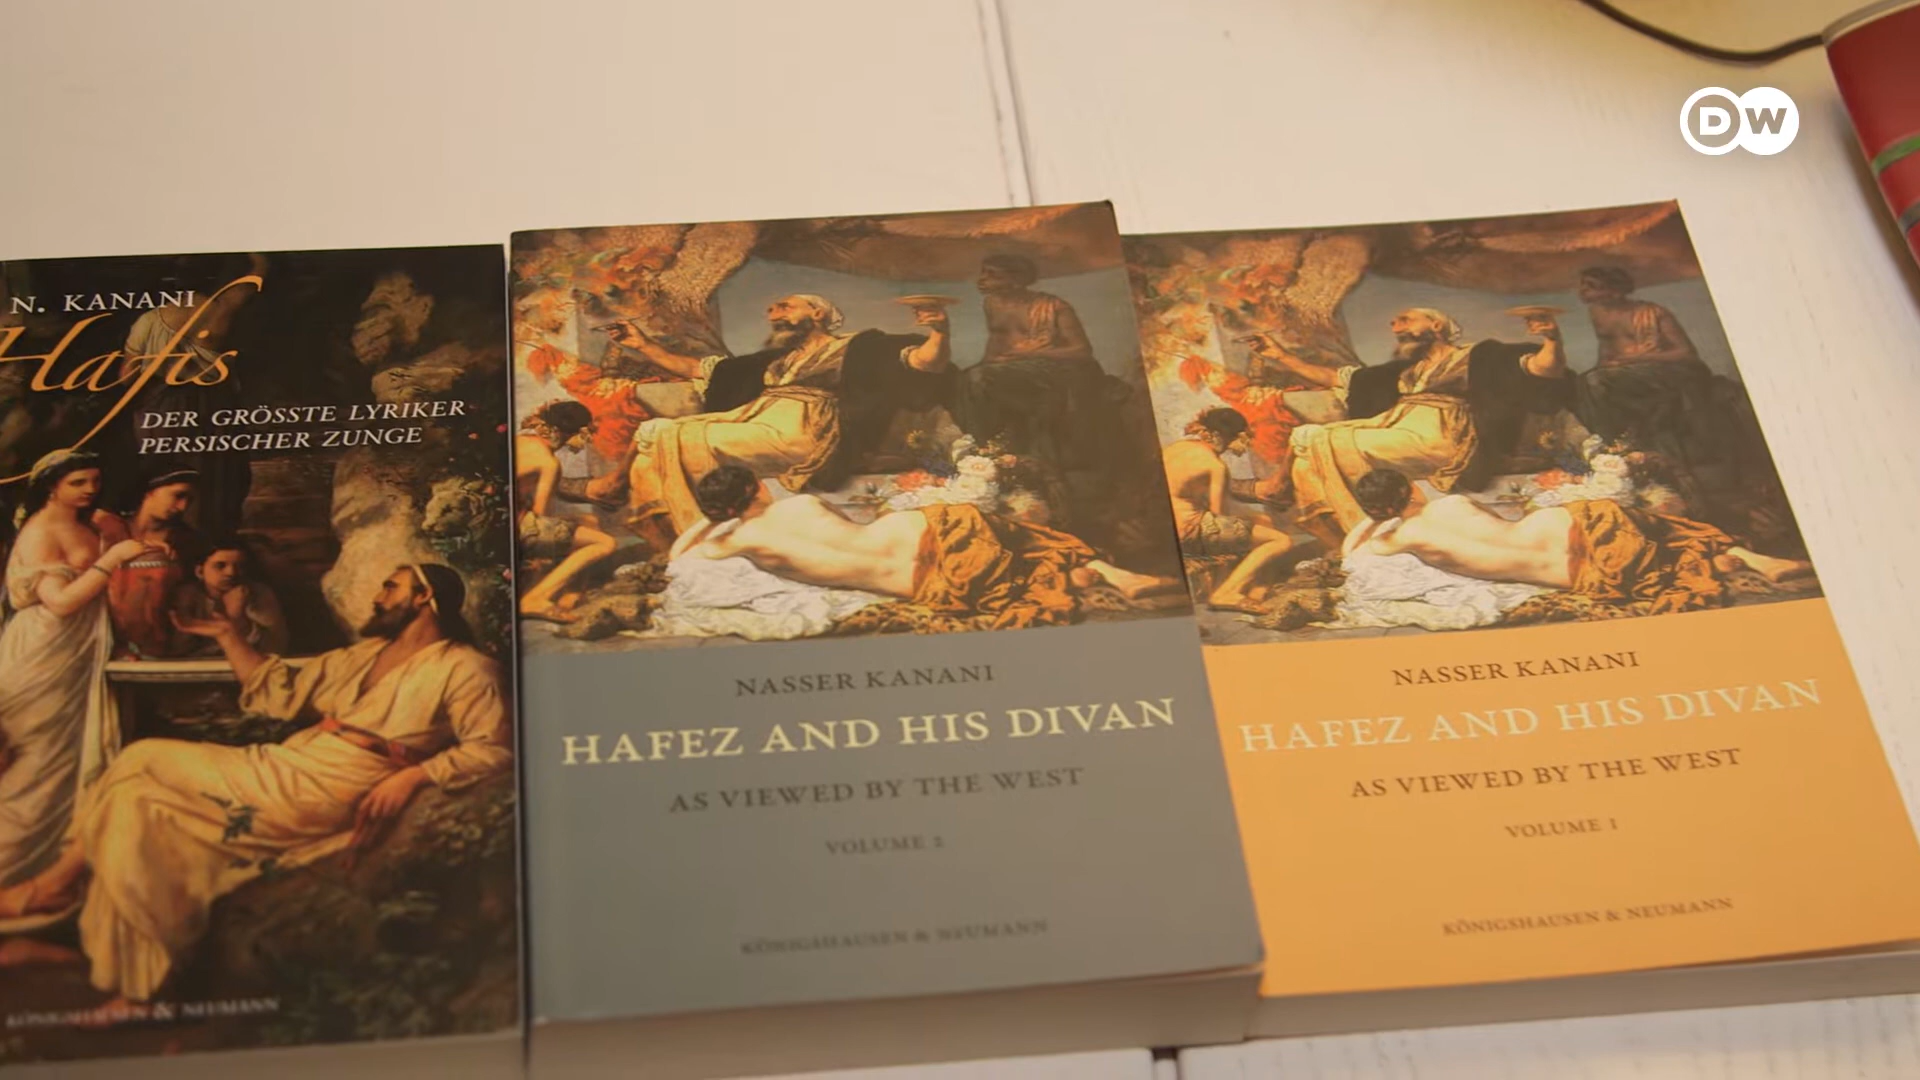 DW
N. KANANI
Hafis
DER GRÖSSTE LYRIKER
PERSISCHER ZUNGE
KÖNIGSHAUSEN & NEUMANN
NASSER KANANI
HAFEZ AND HIS DIVAN
AS VIEWED BY THE WEST
VOLUME 2
KÖNIGSHAUSEN & NEUMANN
NASSER KANANI
HAFEZ AND HIS DIVAN
AS VIEWED BY THE WEST
VOLUME 1
KÖNIGSHAUSEN & NEUMANN